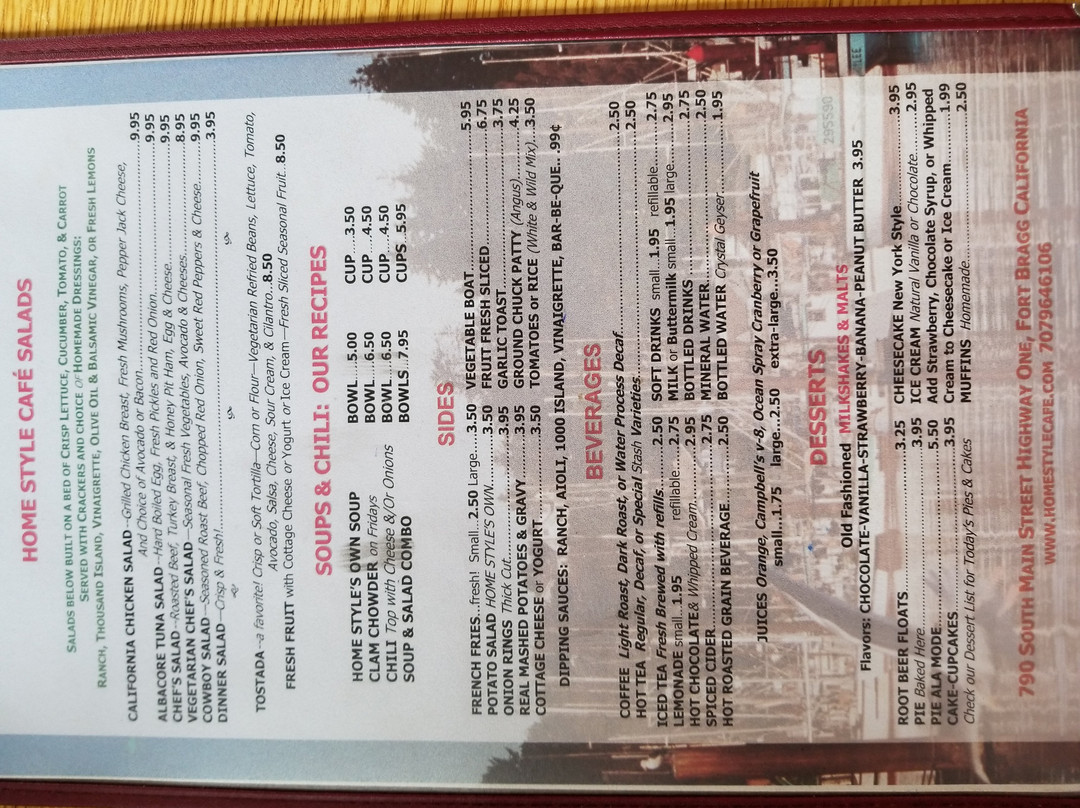 HOME STYLE CAFÉ SALADS
SALADS BELOW BUILT ON A BED OF CRISP LETTUCE, CUCUMBER, TOMATO, & CARROT
SERVED WITH CRACKERS AND CHOICE OF HOMEMADE DRESSINGS:
RANCH, THOUSAND ISLAND, VINAIGRETTE, OLIVE OIL & BALSAMIC VINEGAR, OR FRESH LEMONS
CALIFORNIA CHICKEN SALAD—Grilled Chicken Breast, Fresh Mushrooms, Pepper Jack Cheese,
And Choice of Avocado or Bacon..........9.95
ALBACORE TUNA SALAD—Hard Boiled Egg, Fresh Pickles and Red Onion..........9.95
CHEF'S SALAD—Roasted Beef, Turkey Breast, & Honey Pit Ham, Egg & Cheese..........9.95
VEGETARIAN CHEF'S SALAD—Seasonal Fresh Vegetables, Avocado & Cheeses..........8.95
COWBOY SALAD—Seasoned Roast Beef, Chopped Red Onion, Sweet Red Peppers & Cheese..........9.95
DINNER SALAD—Crisp & Fresh!..........3.95
TOSTADA—a favorite! Crisp or Soft Tortilla—Corn or Flour—Vegetarian Refried Beans, Lettuce, Tomato,
Avocado, Salsa, Cheese, Sour Cream, & Cilantro..8.50
FRESH FRUIT with Cottage Cheese or Yogurt or Ice Cream—Fresh Sliced Seasonal Fruit. 8.50
SOUPS & CHILI: OUR RECIPES
HOME STYLE'S OWN SOUP BOWL ...5.00 CUP ...3.50
CLAM CHOWDER on Fridays BOWL ...6.50 CUP ...4.50
CHILI Top with Cheese &/Or Onions BOWL ...6.50 CUP ...4.50
SOUP & SALAD COMBO BOWLS..7.95 CUPS ..5.95
SIDES
FRENCH FRIES...fresh! Small...2.50 Large...3.50 VEGETABLE BOAT..........5.95
POTATO SALAD HOME STYLE'S OWN..........3.50 FRUIT FRESH SLICED..........6.75
ONION RINGS Thick Cut..........3.95 GARLIC TOAST..........3.75
REAL MASHED POTATOES & GRAVY..........3.95 GROUND CHUCK PATTY (Angus)..........4.25
COTTAGE CHEESE or YOGURT..........3.50 TOMATOES or RICE (White & Wild Mix)..3.50
DIPPING SAUCES: RANCH, AIOLI, 1000 ISLAND, VINAIGRETTE, BAR-BE-QUE.. .99¢
BEVERAGES
COFFEE Light Roast, Dark Roast, or Water Process Decaf..........2.50
HOT TEA Regular, Decaf, or Special Stash Varieties..........2.50
ICED TEA Fresh Brewed with refills..........2.50 SOFT DRINKS small...1.95 refillable..........2.75
LEMONADE small..1.95 refillable..........2.75 MILK or Buttermilk small..1.95 large..........2.95
HOT CHOCOLATE & Whipped Cream..........2.95 BOTTLED DRINKS..........2.75
SPICED CIDER..........2.75 MINERAL WATER..........2.50
HOT ROASTED GRAIN BEVERAGE..........2.50 BOTTLED WATER Crystal Geyser..........1.95
JUICES Orange, Campbell's v-8, Ocean Spray Cranberry or Grapefruit
small...1.75 large..2.50 extra-large..3.50
DESSERTS
Old Fashioned MILKSHAKES & MALTS
Flavors: CHOCOLATE-VANILLA-STRAWBERRY-BANANA-PEANUT BUTTER 3.95
ROOT BEER FLOATS..........3.25 CHEESECAKE New York Style..........3.95
PIE Baked Here..........3.95 ICE CREAM Natural Vanilla or Chocolate..........2.95
PIE ALA MODE..........5.50 Add Strawberry, Chocolate Syrup, or Whipped
CAKE-CUPCAKES..........3.95 Cream to Cheesecake or Ice Cream..........1.99
Check our Dessert List for Today's Pies & Cakes MUFFINS Homemade..........2.50
790 SOUTH MAIN STREET HIGHWAY ONE, FORT BRAGG CALIFORNIA
WWW.HOMESTYLECAFE.COM 7079646106
295590